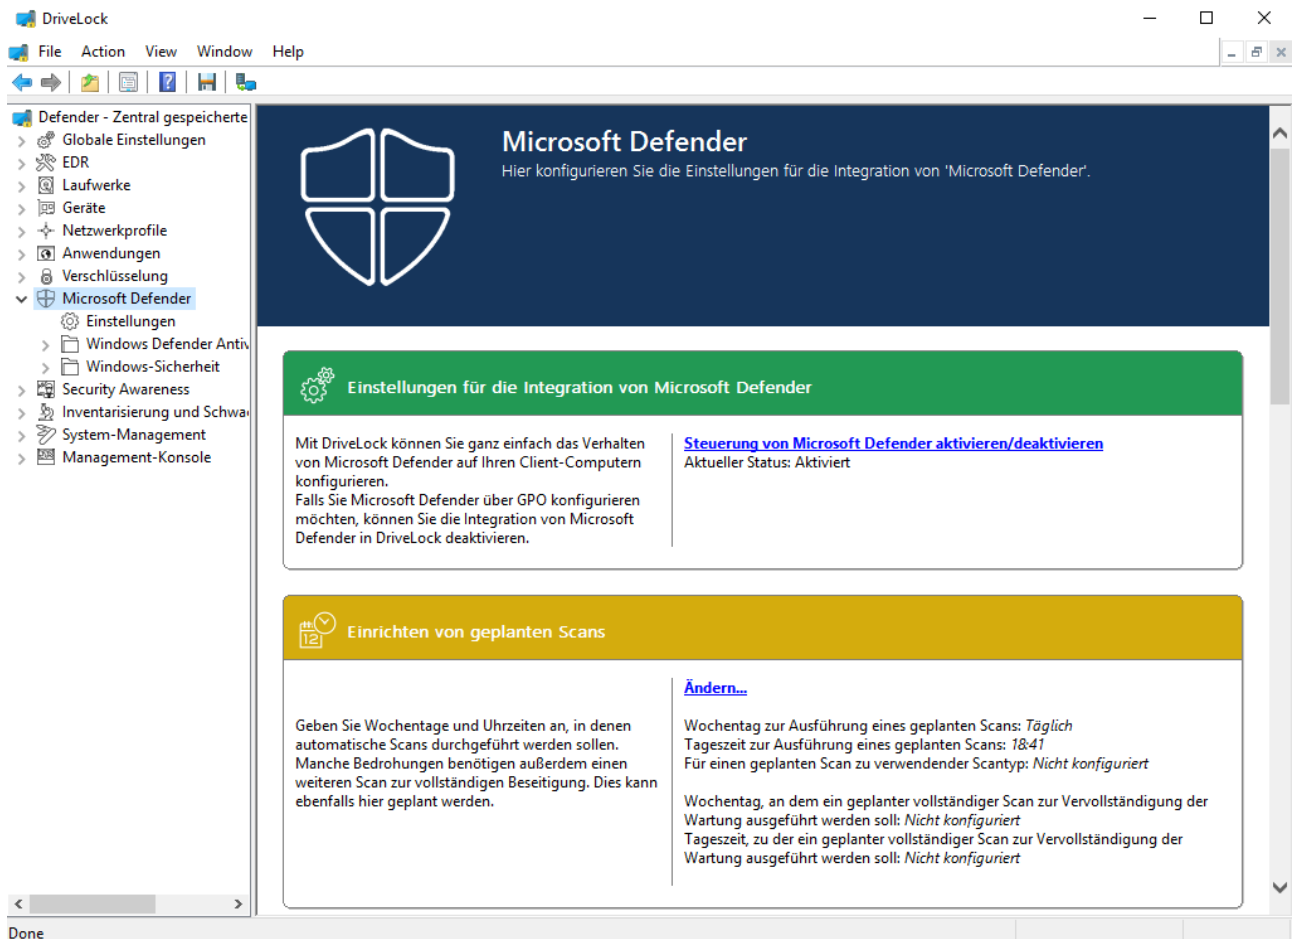 DriveLock
File Action View Window Help
Defender - Zentral gespeicherte
Globale Einstellungen
EDR
Laufwerke
Geräte
Netzwerkprofile
Anwendungen
Verschlüsselung
Microsoft Defender
Einstellungen
Windows Defender Antiv
Windows-Sicherheit
Security Awareness
Inventarisierung und Schwa
System-Management
Management-Konsole
Microsoft Defender
Hier konfigurieren Sie die Einstellungen für die Integration von 'Microsoft Defender'.
Einstellungen für die Integration von Microsoft Defender
Mit DriveLock können Sie ganz einfach das Verhalten
von Microsoft Defender auf Ihren Client-Computern
konfigurieren.
Falls Sie Microsoft Defender über GPO konfigurieren
möchten, können Sie die Integration von Microsoft
Defender in DriveLock deaktivieren.
Steuerung von Microsoft Defender aktivieren/deaktivieren
Aktueller Status: Aktiviert
12
Einrichten von geplanten Scans
Geben Sie Wochentage und Uhrzeiten an, in denen
automatische Scans durchgeführt werden sollen.
Manche Bedrohungen benötigen außerdem einen
weiteren Scan zur vollständigen Beseitigung. Dies kann
ebenfalls hier geplant werden.
Ändern...
Wochentag zur Ausführung eines geplanten Scans: Täglich
Tageszeit zur Ausführung eines geplanten Scans: 18:41
Für einen geplanten Scan zu verwendender Scantyp: Nicht konfiguriert
Wochentag, an dem ein geplanter vollständiger Scan zur Vervollständigung der
Wartung ausgeführt werden soll: Nicht konfiguriert
Tageszeit, zu der ein geplanter vollständiger Scan zur Vervollständigung der
Wartung ausgeführt werden soll: Nicht konfiguriert
Done